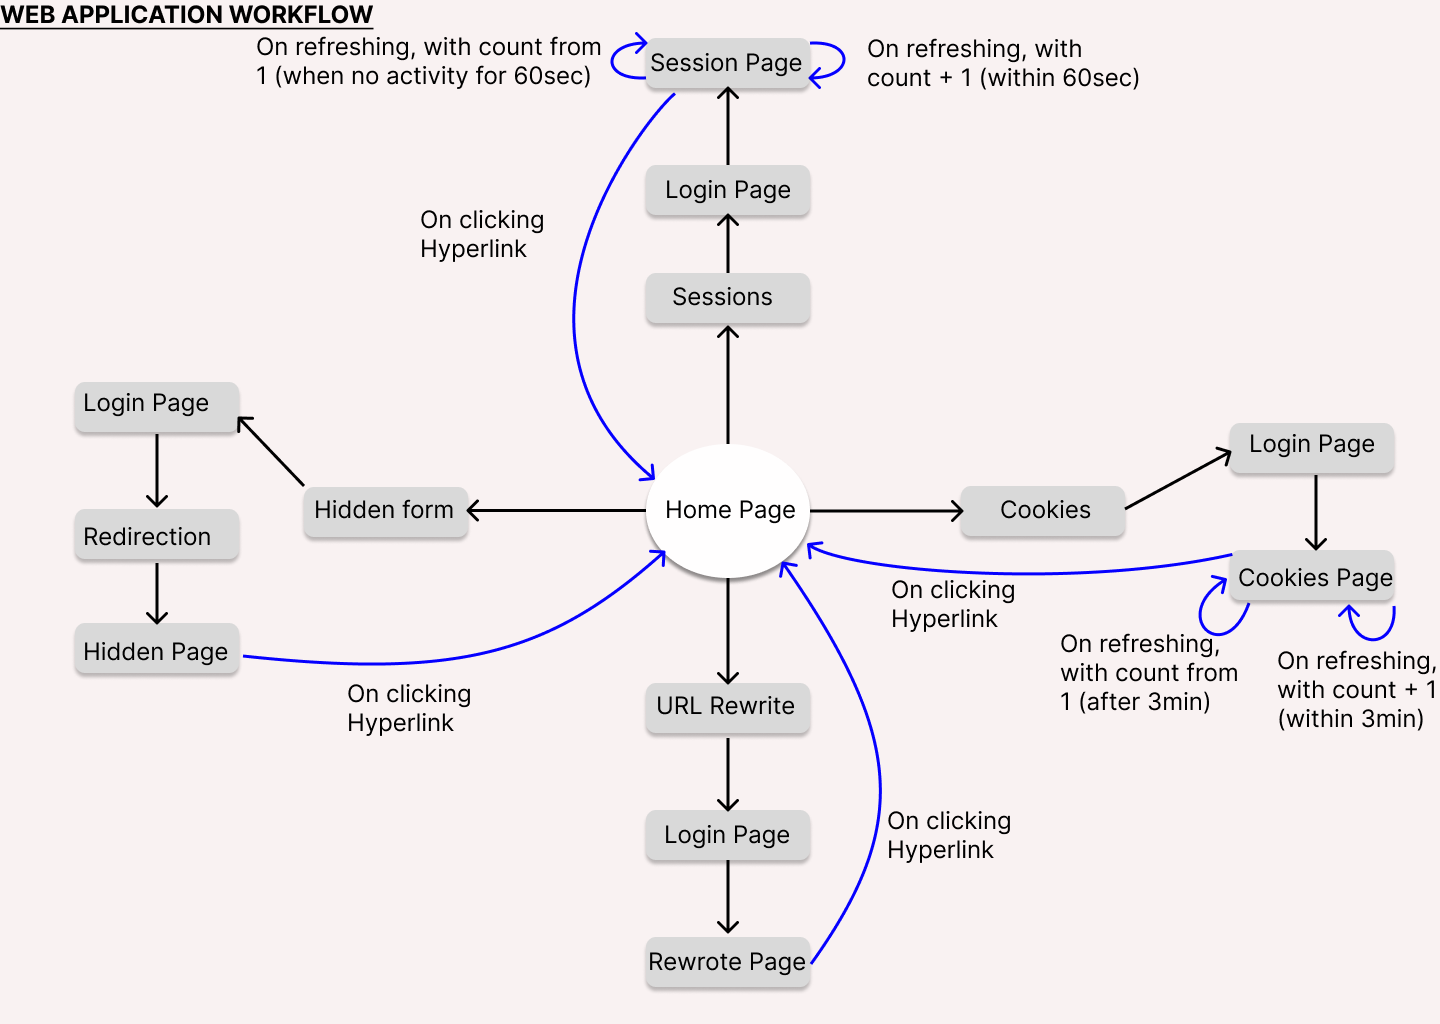 WEB APPLICATION WORKFLOW
On refreshing, with count from
1 (when no activity for 60sec)
Session Page
On refreshing, with
count + 1 (within 60sec)
Login Page
On clicking
Hyperlink
Sessions
Login Page
Login Page
Hidden form
Home Page
Cookies
Redirection
Cookies Page
On clicking
Hyperlink
Hidden Page
On refreshing,
with count from
1 (after 3min)
On refreshing,
with count + 1
(within 3min)
On clicking
Hyperlink
URL Rewrite
Login Page
On clicking
Hyperlink
Rewrote Page